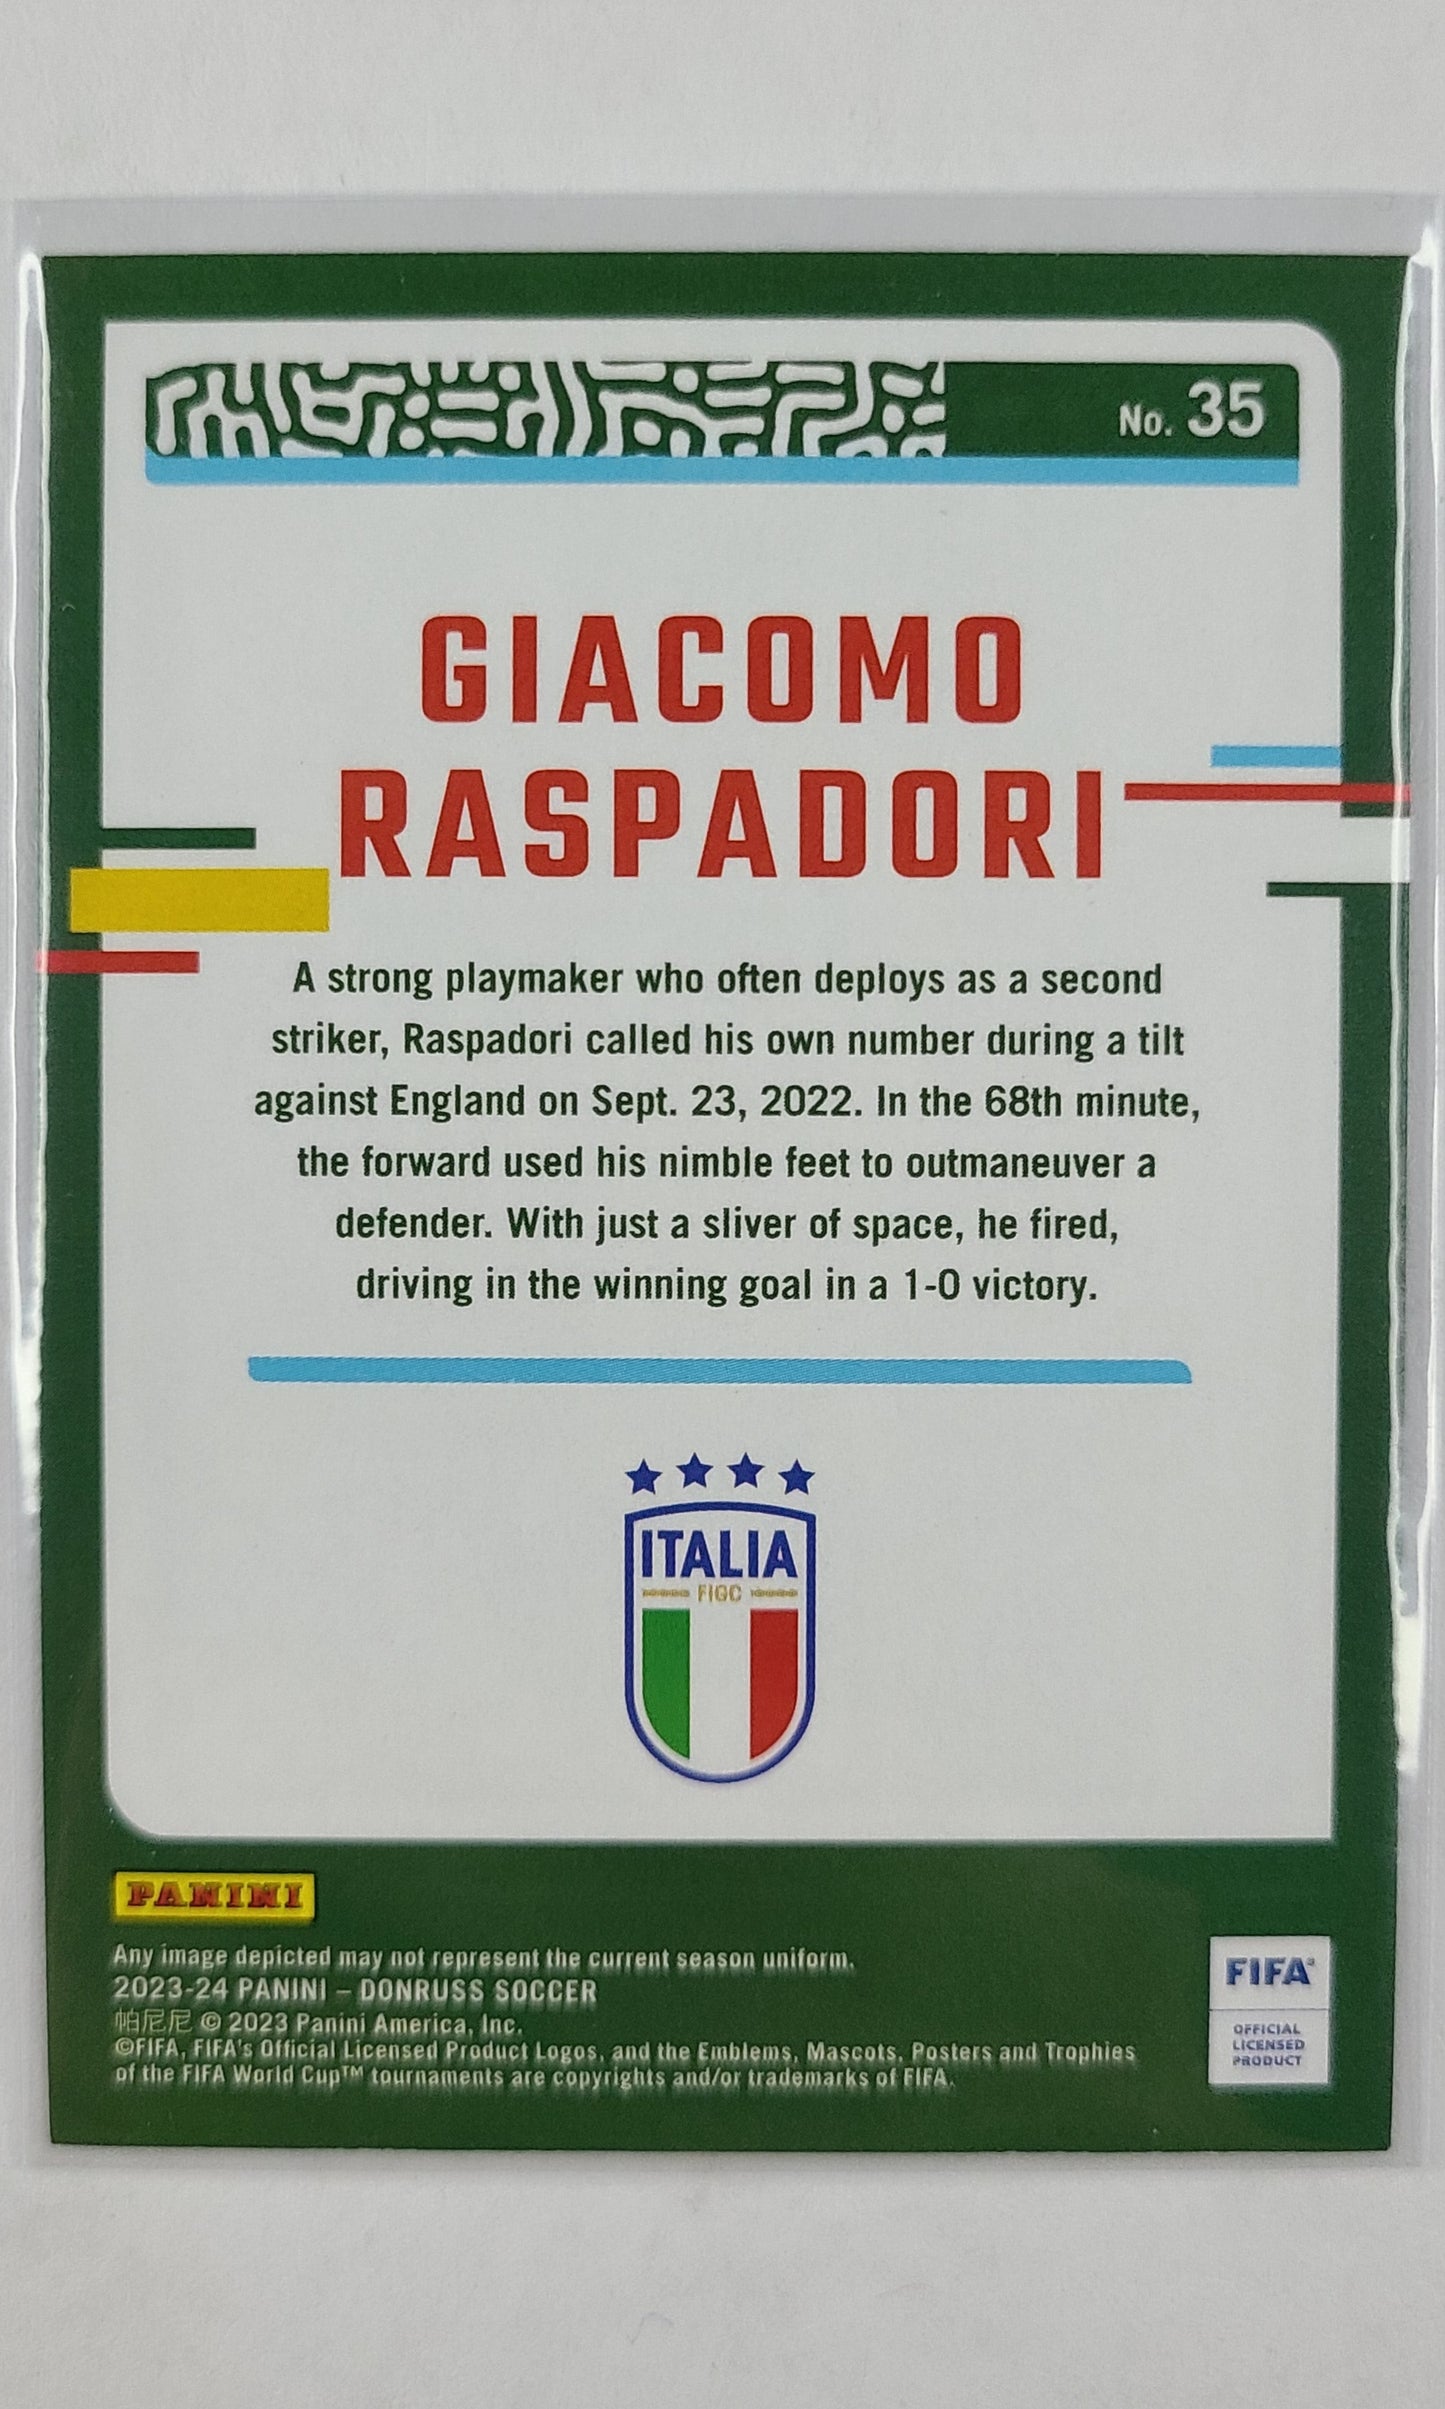 No. 35
GIACOMO
RASPADORI
A strong playmaker who often deploys as a second
striker, Raspadori called his own number during a tilt
against England on Sept. 23, 2022. In the 68th minute,
the forward used his nimble feet to outmaneuver a
defender. With just a sliver of space, he fired,
driving in the winning goal in a 1-0 victory.
ITALIA
FIGC
PANINI
Any image depicted may not represent the current season uniform.
2023-24 PANINI – DONRUSS SOCCER
帕尼尼 © 2023 Panini America, Inc.
©FIFA, FIFA's Official Licensed Product Logos, and the Emblems, Mascots, Posters and Trophies
of the FIFA World Cup™ tournaments are copyrights and/or trademarks of FIFA.
FIFA®
OFFICIAL
LICENSED
PRODUCT